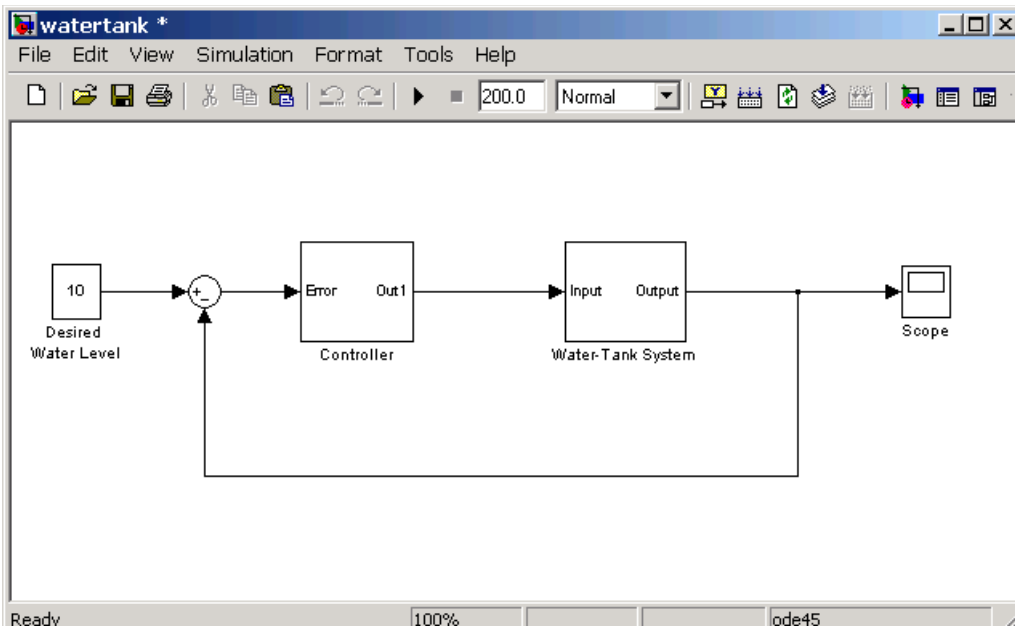 watertank *
File Edit View Simulation Format Tools Help
200.0 Normal
10
Desired
Water Level
+
-
Error Out1
Controller
Input Output
Water-Tank System
Scope
Ready 100% ode45